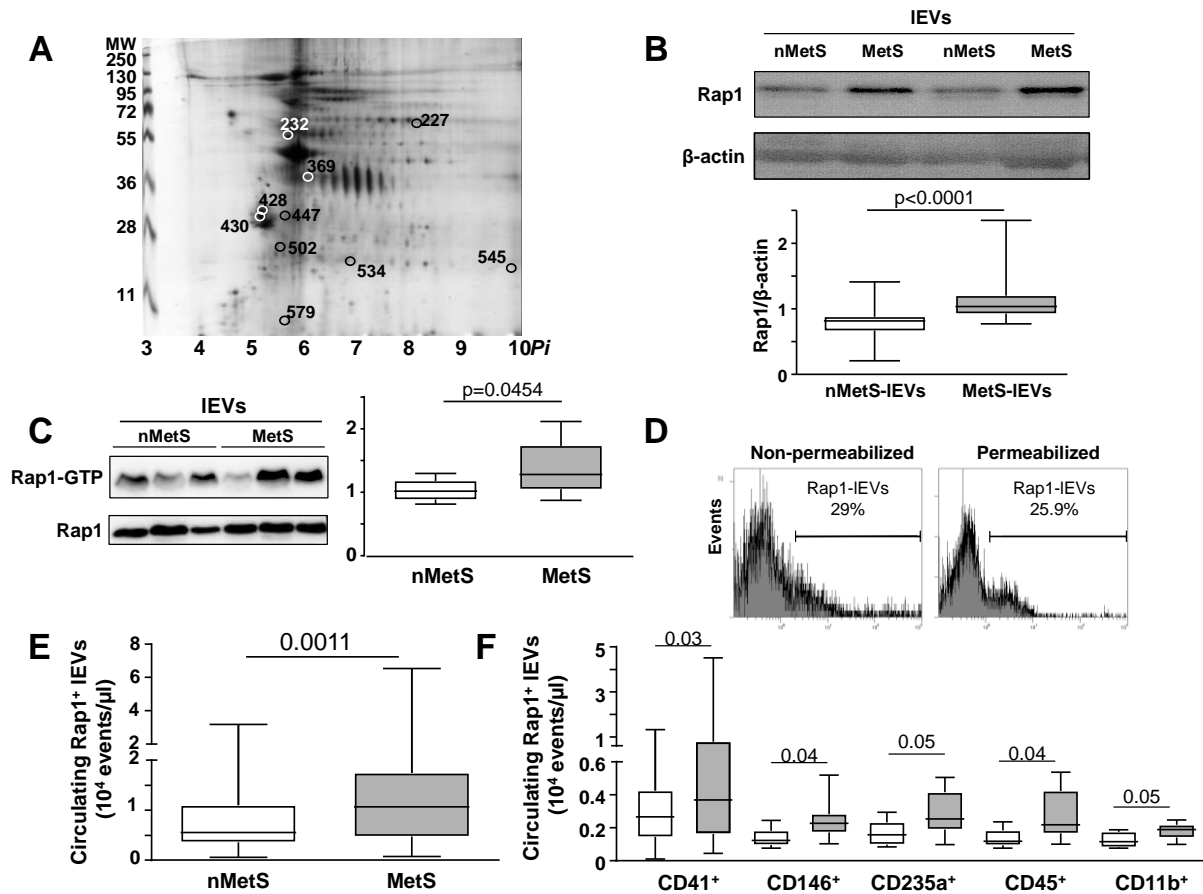 A
MW
250
130
95
72
55
36
28
11
232
227
369
428
430
447
502
534
545
579
3 4 5 6 7 8 9 10 Pi
B
lEVs
nMetS MetS nMetS MetS
Rap1
β-actin
p<0.0001
Rap1/β-actin
2
1
0
nMetS-lEVs MetS-lEVs
C
lEVs
nMetS MetS
Rap1-GTP
Rap1
p=0.0454
2
1
0
nMetS MetS
D
Non-permeabilized Permeabilized
Rap1-lEVs
29%
Rap1-lEVs
25.9%
Events
E
Circulating Rap1+ lEVs
(10⁴ events/µl)
8
6
4
2
2
1
0
0.0011
nMetS MetS
F
Circulating Rap1+ lEVs
(10⁴ events/µl)
5
3
1
0.6
0.4
0.2
0
0.03
0.04
0.05
0.04
0.05
CD41+ CD146+ CD235a+ CD45+ CD11b+